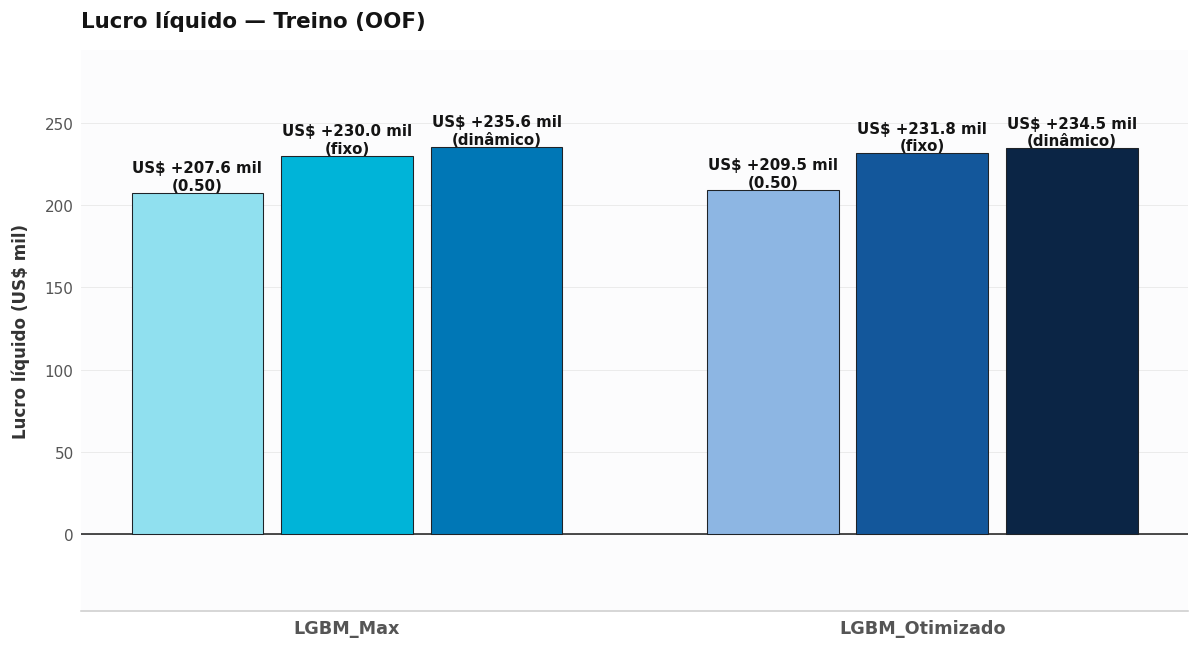 Lucro líquido — Treino (OOF)
Lucro líquido (US$ mil)
250
200
150
100
50
0
US$ +207.6 mil
(0.50)
US$ +230.0 mil
(fixo)
US$ +235.6 mil
(dinâmico)
US$ +209.5 mil
(0.50)
US$ +231.8 mil
(fixo)
US$ +234.5 mil
(dinâmico)
LGBM_Max
LGBM_Otimizado